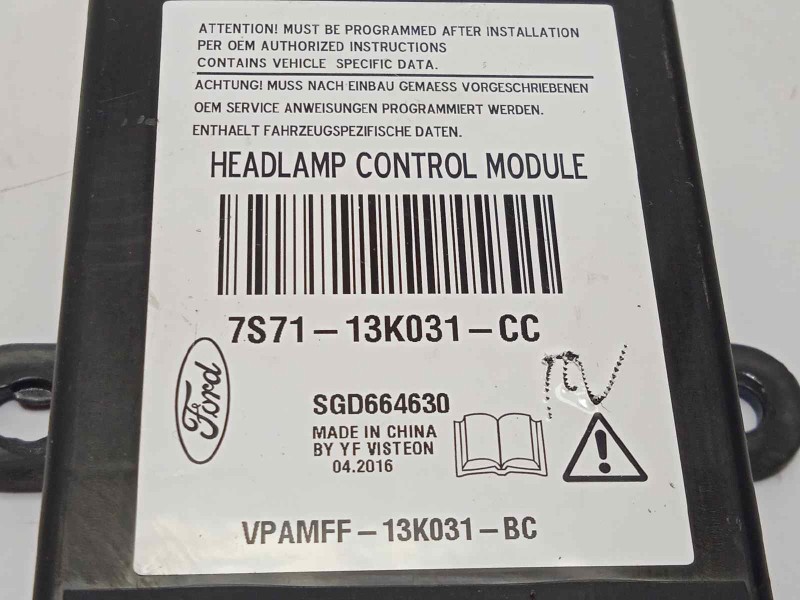 ATTENTION! MUST BE PROGRAMMED AFTER INSTALLATION
PER OEM AUTHORIZED INSTRUCTIONS
CONTAINS VEHICLE SPECIFIC DATA.
ACHTUNG! MUSS NACH EINBAU GEMAESS VORGESCHRIEBENEN
OEM SERVICE ANWEISUNGEN PROGRAMMIERT WERDEN.
ENTHAELT FAHRZEUGSPEZIFISCHE DATEN.
HEADLAMP CONTROL MODULE
7S71-13K031-CC
Ford
SGD664630
MADE IN CHINA
BY YF VISTEON
04.2016
VPAMFF-13K031-BC